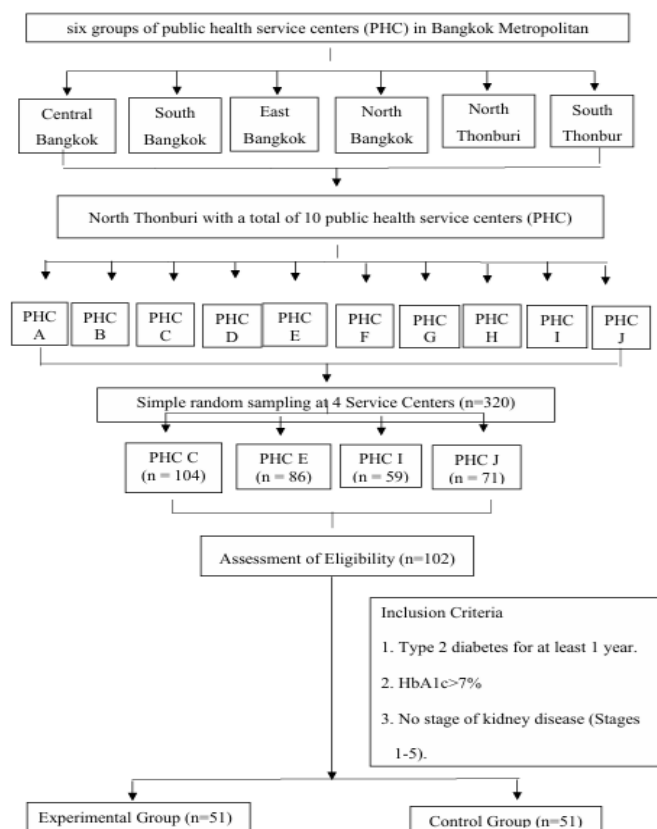 six groups of public health service centers (PHC) in Bangkok Metropolitan
Central
Bangkok
South
Bangkok
East
Bangkok
North
Bangkok
North
Thonburi
South
Thonbur
North Thonburi with a total of 10 public health service centers (PHC)
PHC
A
PHC
B
PHC
C
PHC
D
PHC
E
PHC
F
PHC
G
PHC
H
PHC
I
PHC
J
Simple random sampling at 4 Service Centers (n=320)
PHC C
(n = 104)
PHC E
(n = 86)
PHC I
(n = 59)
PHC J
(n = 71)
Assessment of Eligibility (n=102)
Inclusion Criteria
1. Type 2 diabetes for at least 1 year.
2. HbA1c>7%
3. No stage of kidney disease (Stages
1-5).
Experimental Group (n=51)
Control Group (n=51)